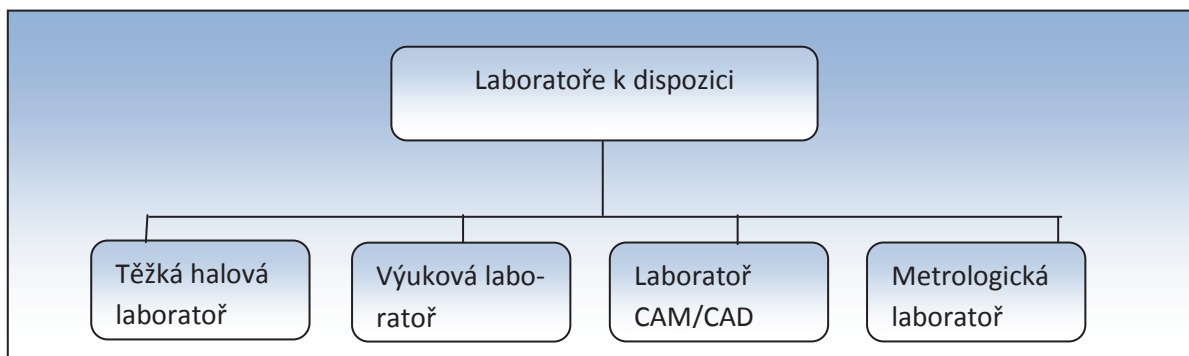 Laboratoře k dispozici
Těžká halová
laboratoř
Výuková labo-
ratoř
Laboratoř
CAM/CAD
Metrologická
laboratoř